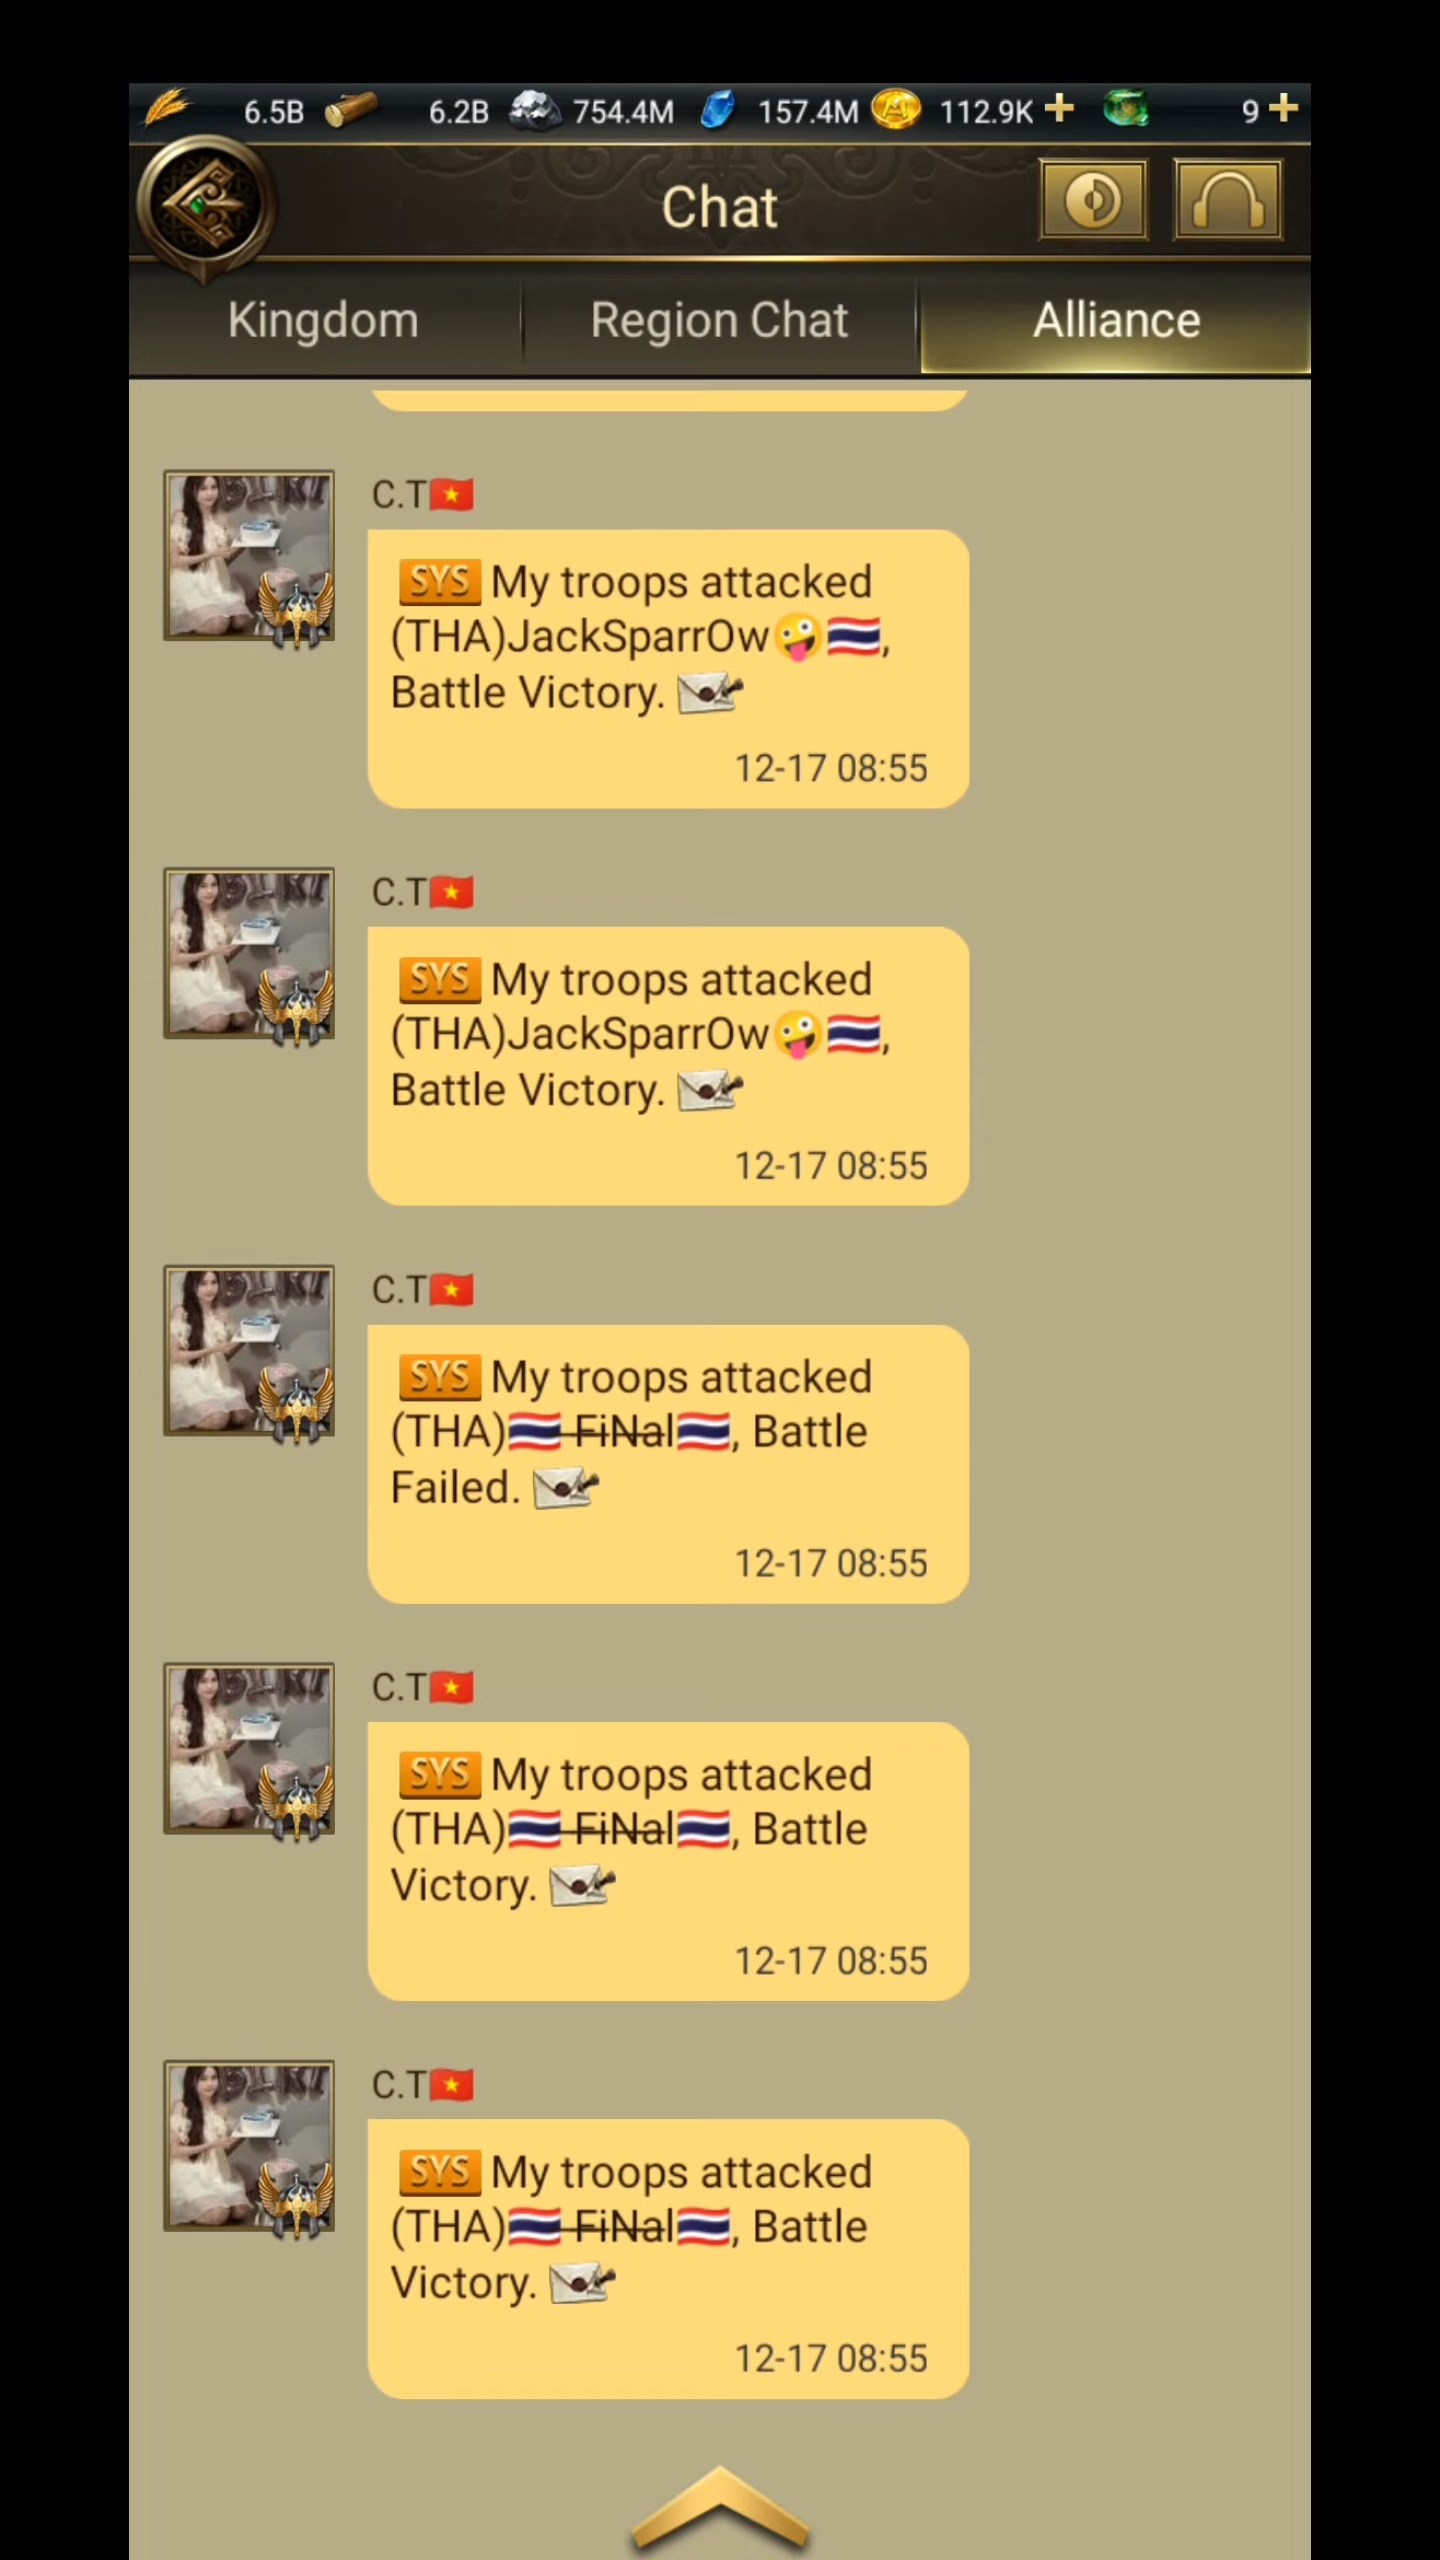 6.5B 6.2B 754.4M 157.4M 112.9K 9
Chat
Kingdom Region Chat Alliance
C.T🇻🇳
SYS My troops attacked
(THA)JackSparrOw🤪🇹🇭,
Battle Victory.
12-17 08:55
C.T🇻🇳
SYS My troops attacked
(THA)JackSparrOw🤪🇹🇭,
Battle Victory.
12-17 08:55
C.T🇻🇳
SYS My troops attacked
(THA)🇹🇭 FiNal🇹🇭, Battle
Failed.
12-17 08:55
C.T🇻🇳
SYS My troops attacked
(THA)🇹🇭 FiNal🇹🇭, Battle
Victory.
12-17 08:55
C.T🇻🇳
SYS My troops attacked
(THA)🇹🇭 FiNal🇹🇭, Battle
Victory.
12-17 08:55